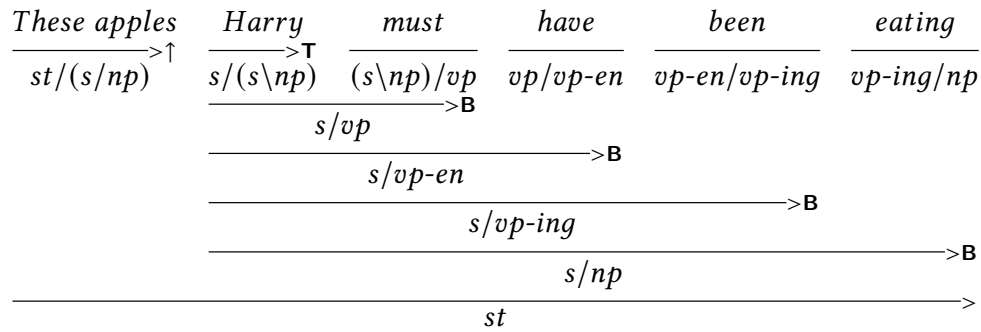 These apples Harry must have been eating
>↑ >T
st/(s/np) s/(s\np) (s\np)/vp vp/vp-en vp-en/vp-ing vp-ing/np
>B
s/vp
>B
s/vp-en
>B
s/vp-ing
>B
s/np
>
st